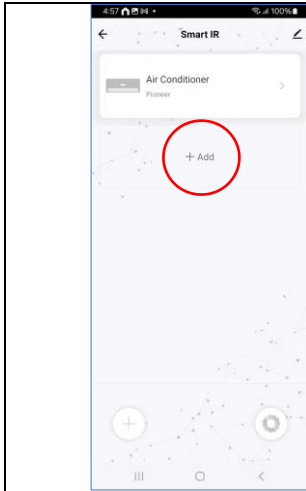 4:57 100%
Smart IR
Air Conditioner
Pioneer
+ Add